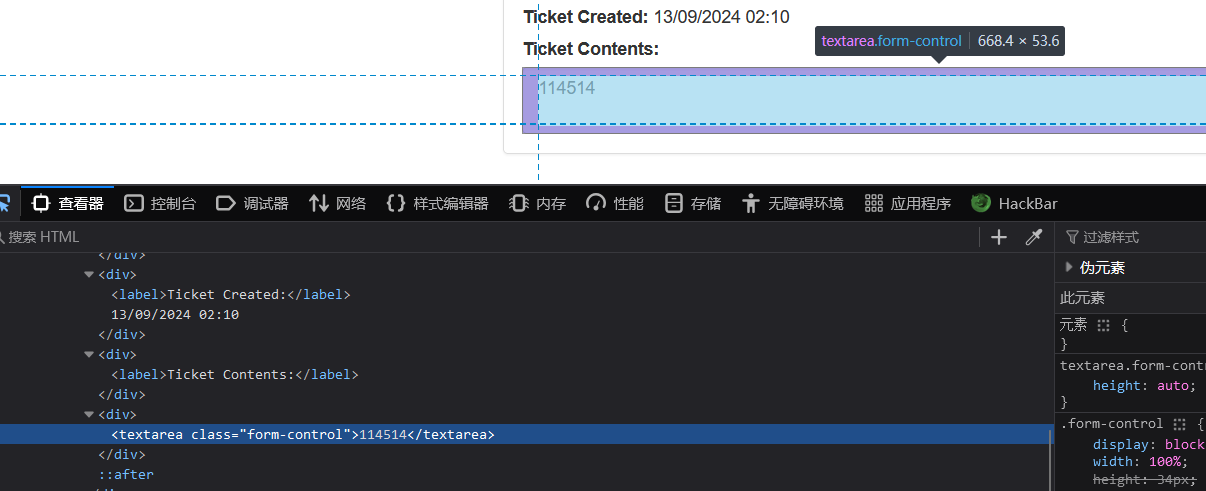 Ticket Created: 13/09/2024 02:10
textarea.form-control 668.4 × 53.6
Ticket Contents:
114514
查看器 控制台 调试器 网络 样式编辑器 内存 性能 存储 无障碍环境 应用程序 HackBar
搜索 HTML
过滤样式
</div>
<div>
<label>Ticket Created:</label>
13/09/2024 02:10
</div>
<div>
<label>Ticket Contents:</label>
</div>
<div>
<textarea class="form-control">114514</textarea>
</div>
::after
伪元素
此元素
元素 {
}
textarea.form-contr
height: auto;
}
.form-control {
display: block
width: 100%;
height: 34px;